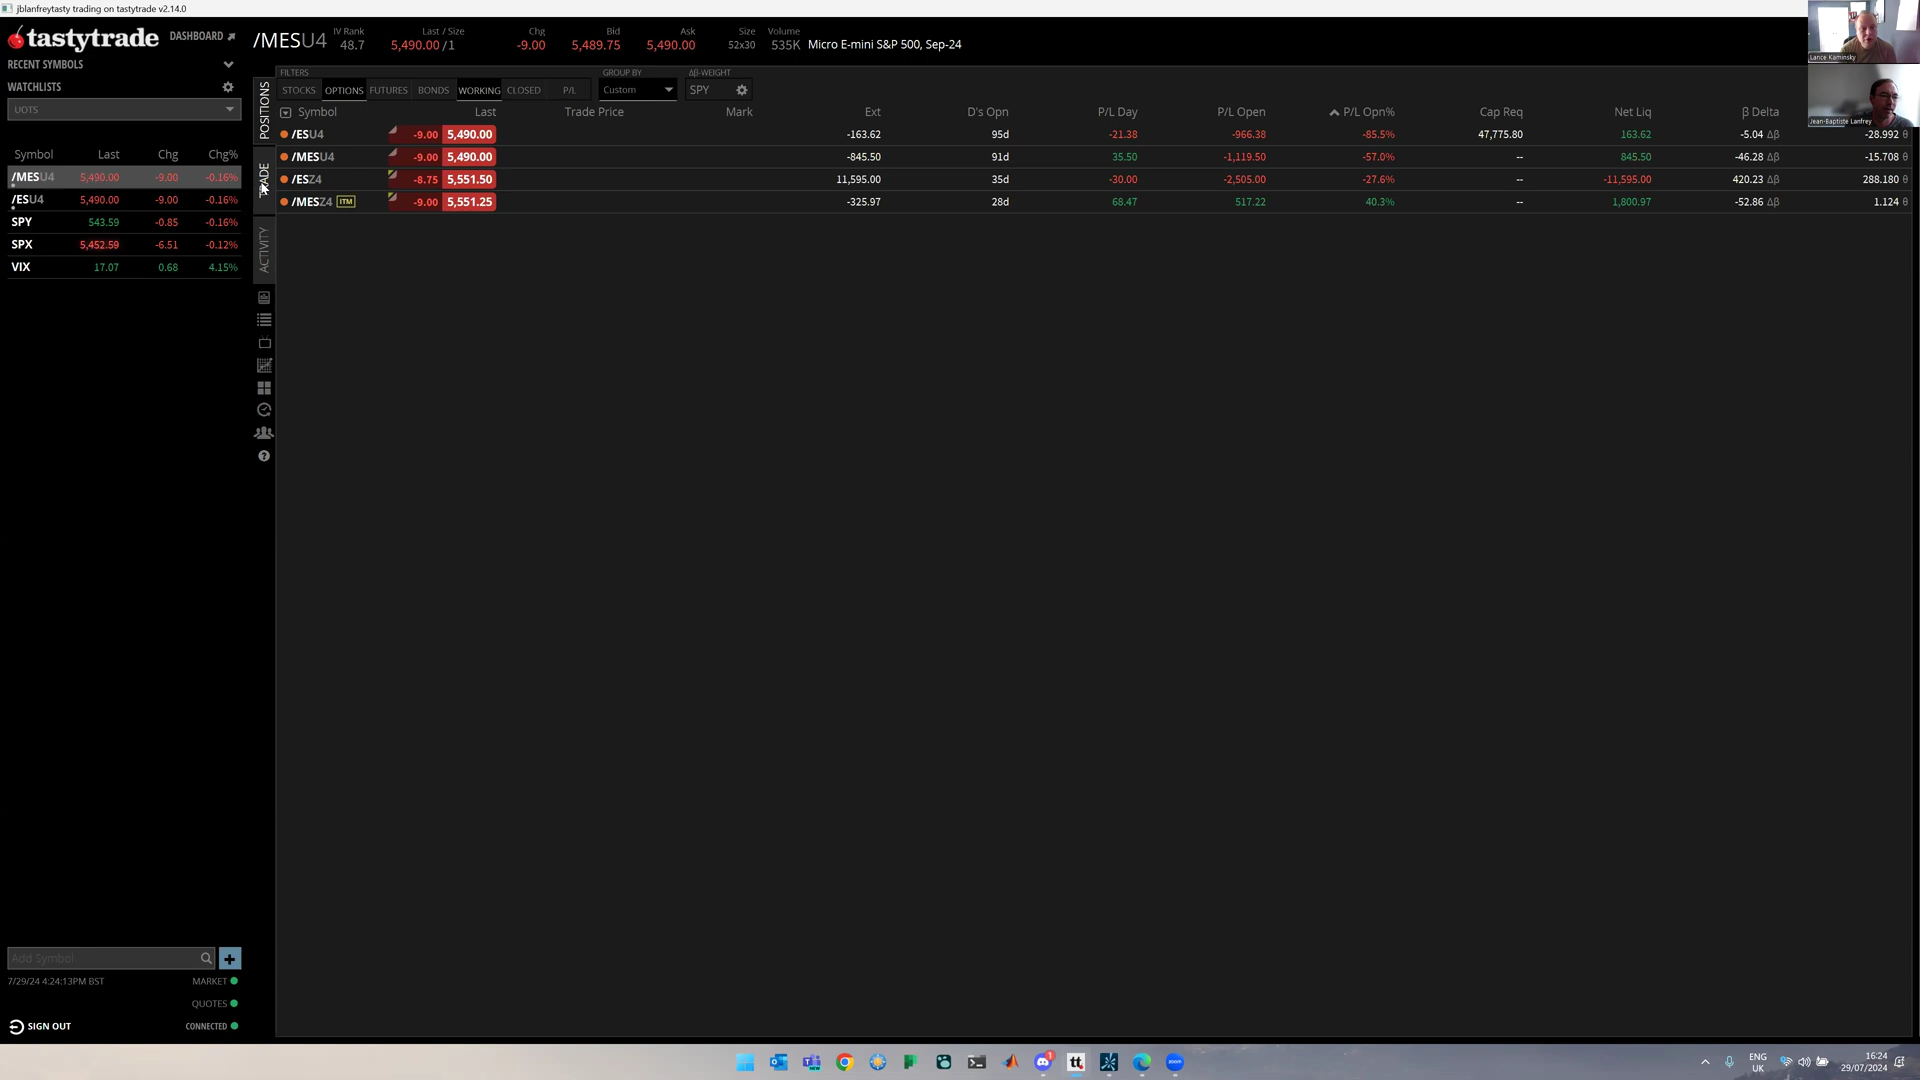 jblanfreytasty trading on tastytrade v2.14.0
tastytrade
DASHBOARD
RECENT SYMBOLS
WATCHLISTS
UOTS
Symbol Last Chg Chg%
/MESU4 5,490.00 -9.00 -0.16%
/ESU4 5,490.00 -9.00 -0.16%
SPY 543.59 -0.85 -0.16%
SPX 5,452.59 -6.51 -0.12%
VIX 17.07 0.68 4.15%
Add Symbol
7/29/24 4:24:13PM BST MARKET
QUOTES
SIGN OUT CONNECTED
/MESU4
IV Rank Last / Size Chg Bid Ask Size Volume
48.7 5,490.00 /1 -9.00 5,489.75 5,490.00 52x30 535K Micro E-mini S&P 500, Sep-24
POSITIONS
TRADE
ACTIVITY
FILTERS GROUP BY Δβ-WEIGHT
STOCKS OPTIONS FUTURES BONDS WORKING CLOSED P/L Custom SPY
Symbol Last Trade Price Mark Ext D's Opn P/L Day P/L Open P/L Opn% Cap Req Net Liq β Delta
/ESU4 -9.00 5,490.00 -163.62 95d -21.38 -966.38 -85.5% 47,775.80 163.62 -5.04 Δβ -28.992 θ
/MESU4 -9.00 5,490.00 -845.50 91d 35.50 -1,119.50 -57.0% -- 845.50 -46.28 Δβ -15.708 θ
/ESZ4 -8.75 5,551.50 11,595.00 35d -30.00 -2,505.00 -27.6% -- -11,595.00 420.23 Δβ 288.180 θ
/MESZ4 ITM -9.00 5,551.25 -325.97 28d 68.47 517.22 40.3% -- 1,800.97 -52.86 Δβ 1.124 θ
Lance Kaminsky
Jean-Baptiste Lanfrey
1
tt
zoom
ENG
UK
16:24
29/07/2024